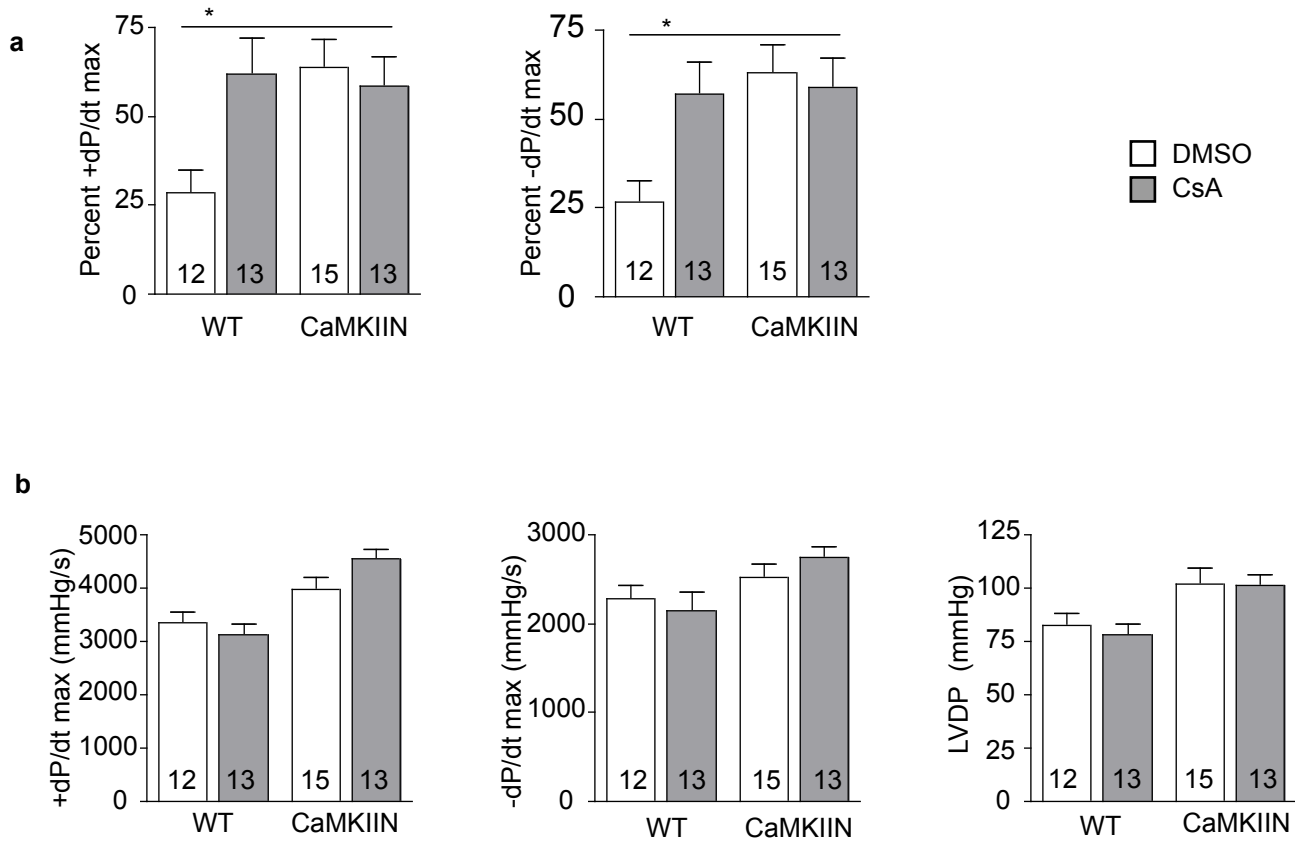 a
Percent +dP/dt max
75
50
25
0
*
12
13
15
13
WT
CaMKIIN
Percent -dP/dt max
75
50
25
0
*
12
13
15
13
WT
CaMKIIN
DMSO
CsA
b
+dP/dt max (mmHg/s)
5000
4000
3000
2000
1000
0
12
13
15
13
WT
CaMKIIN
-dP/dt max (mmHg/s)
3000
2000
1000
0
12
13
15
13
WT
CaMKIIN
LVDP (mmHg)
125
100
75
50
25
0
12
13
15
13
WT
CaMKIIN